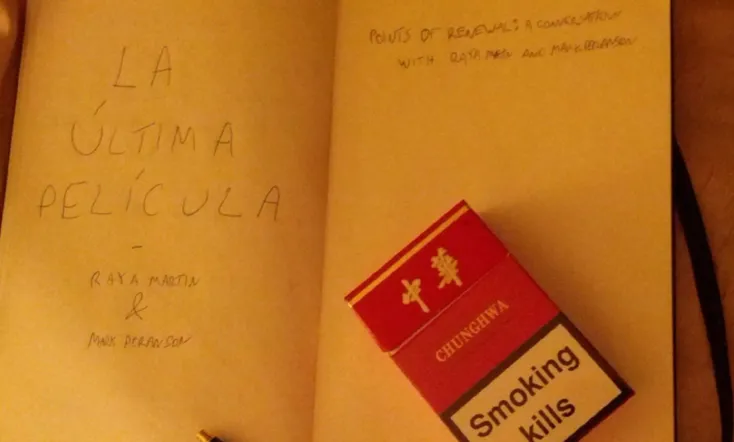 LA
ÚLTIMA
PELÍCULA
-
RAYA MARTIN
&
MARK PERANSON
POINTS OF RENEWAL: A CONVERSATION
WITH RAYA MARTIN AND MARK PERANSON
中華
CHUNGHWA
Smoking
kills